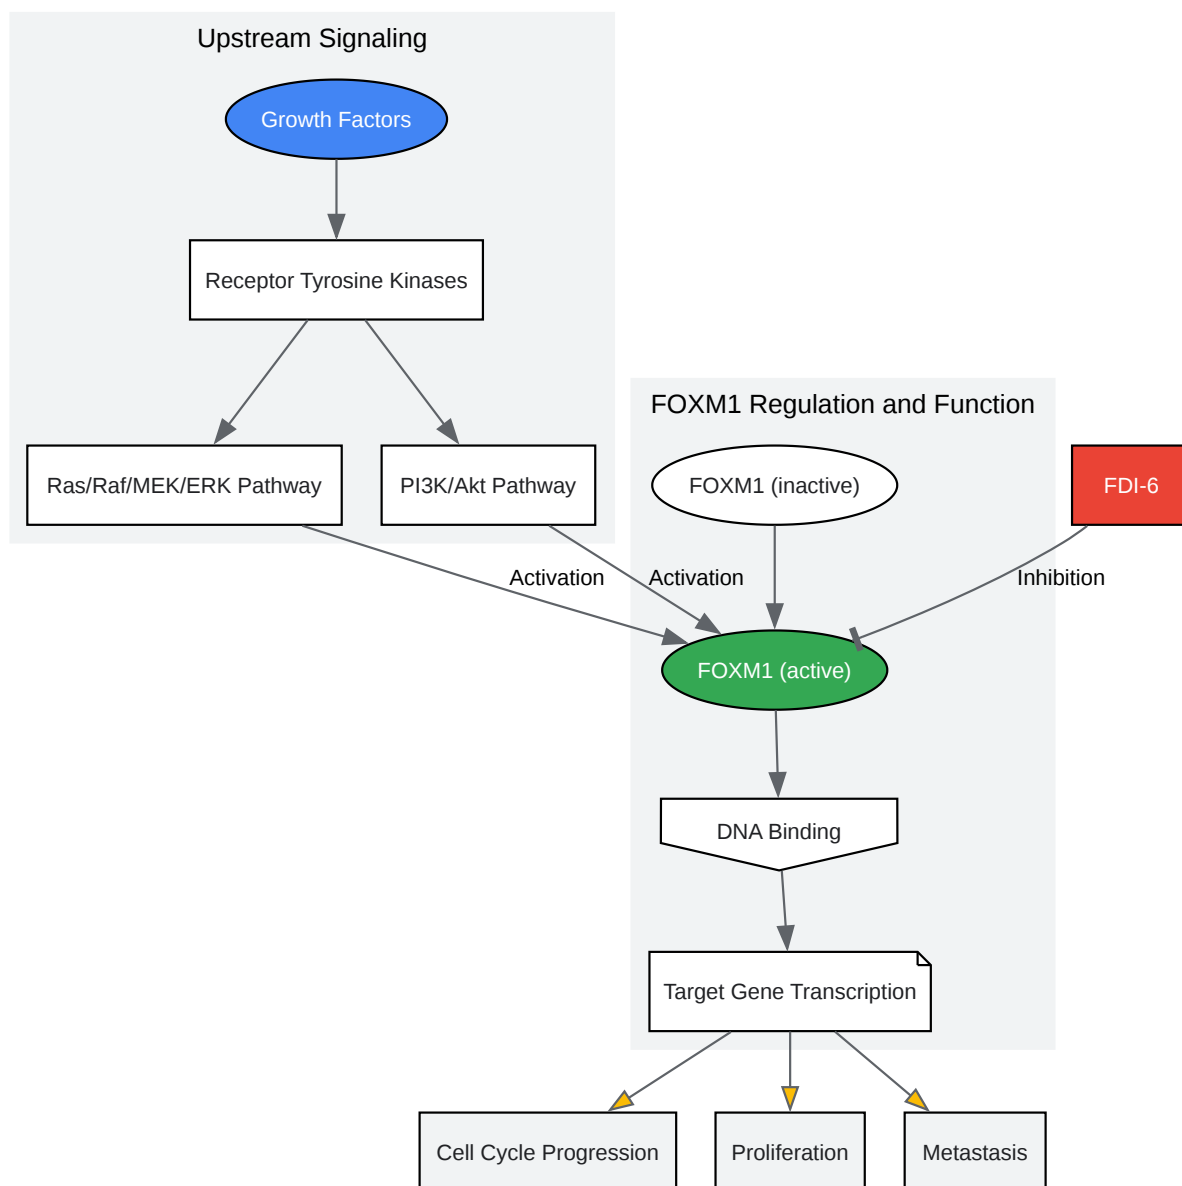 Upstream Signaling
Growth Factors
Receptor Tyrosine Kinases
FOXM1 Regulation and Function
Ras/Raf/MEK/ERK Pathway
PI3K/Akt Pathway
FOXM1 (inactive)
FDI-6
Activation
Activation
Inhibition
FOXM1 (active)
DNA Binding
Target Gene Transcription
Cell Cycle Progression
Proliferation
Metastasis